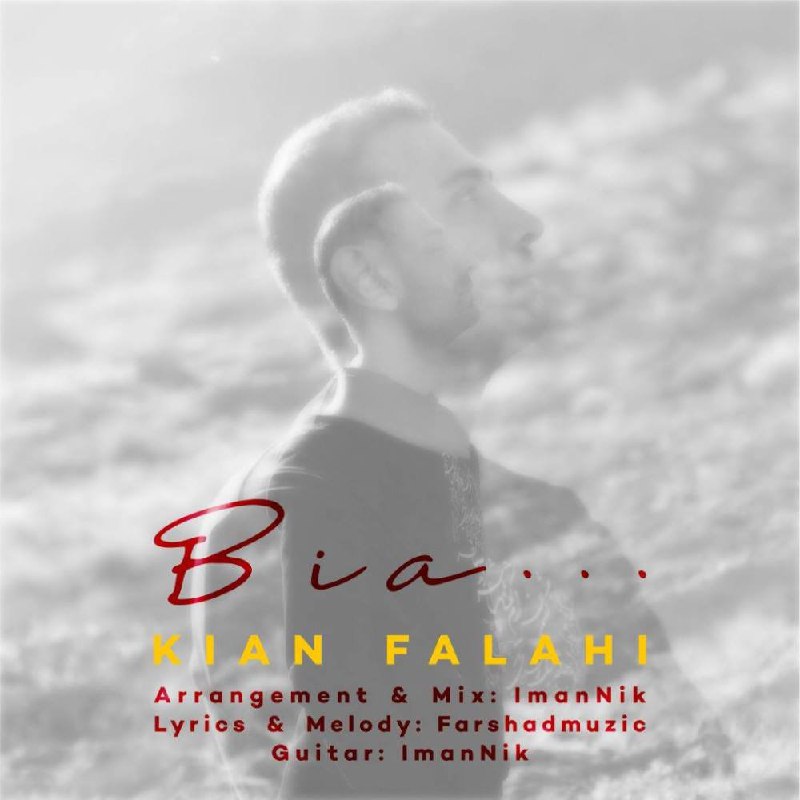 Bia...
KIAN FALAHI
Arrangement & Mix: ImanNik
Lyrics & Melody: Farshadmuzic
Guitar: ImanNik